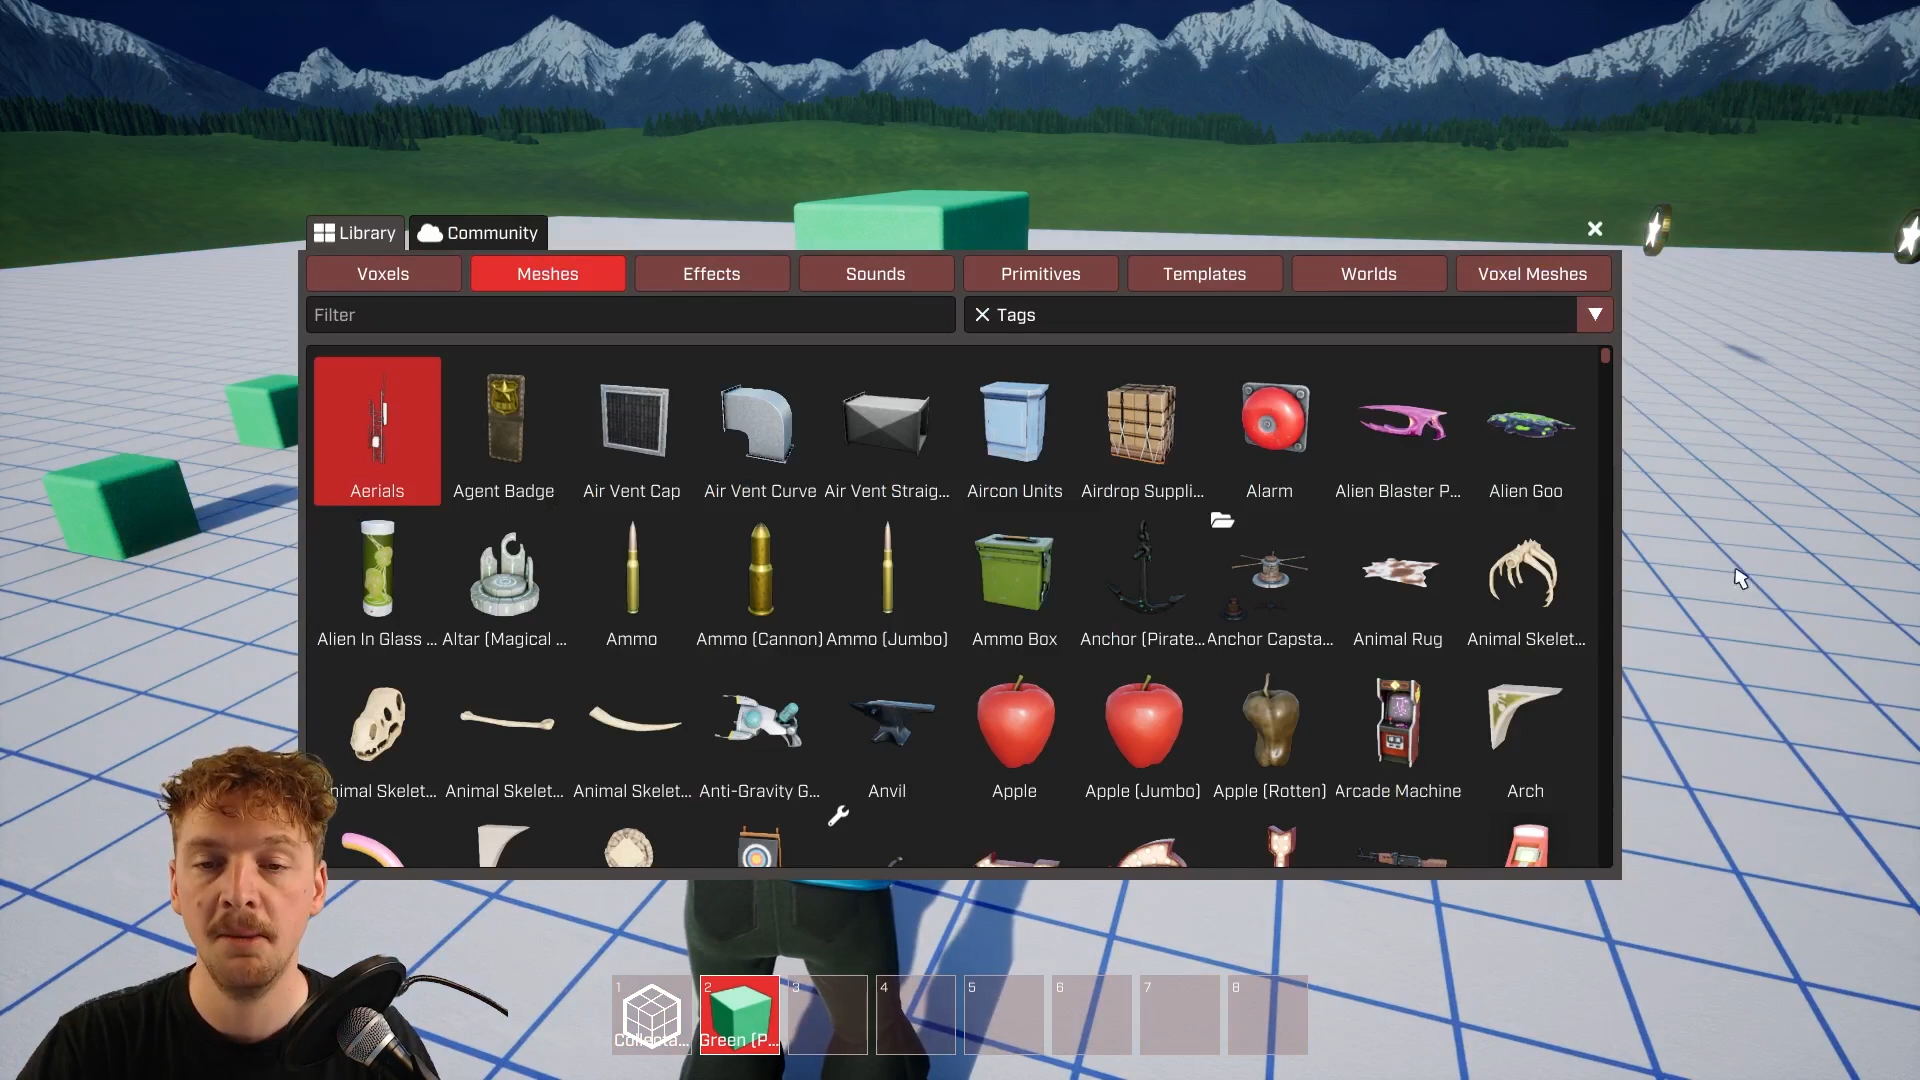 Library Community
Voxels Meshes Effects Sounds Primitives Templates Worlds Voxel Meshes
Filter Tags
Aerials Agent Badge Air Vent Cap Air Vent Curve Air Vent Straig... Aircon Units Airdrop Suppli... Alarm Alien Blaster P... Alien Goo
Alien In Glass ... Altar (Magical ... Ammo Ammo (Cannon) Ammo (Jumbo) Ammo Box Anchor (Pirate... Anchor Capsta... Animal Rug Animal Skelet...
nimal Skelet... Animal Skelet... Animal Skelet... Anti-Gravity G... Anvil Apple Apple (Jumbo) Apple (Rotten) Arcade Machine Arch
1 2 3 4 5 6 7 8
Collecta... Green (P...